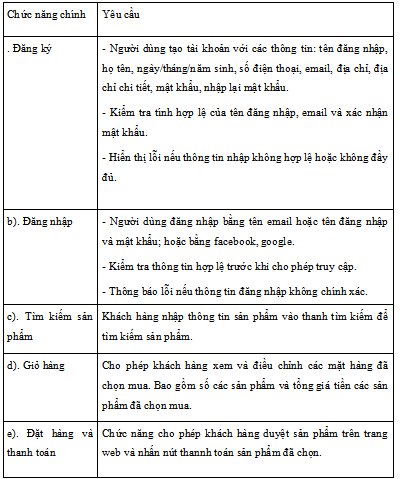 Chức năng chính
Yêu cầu
. Đăng ký
- Người dùng tạo tài khoản với các thông tin: tên đăng nhập,
họ tên, ngày/tháng/năm sinh, số điện thoại, email, địa chỉ, địa
chỉ chi tiết, mật khẩu, nhập lại mật khẩu.
- Kiểm tra tính hợp lệ của tên đăng nhập, email và xác nhận
mật khẩu.
- Hiển thị lỗi nếu thông tin nhập không hợp lệ hoặc không đầy
đủ.
b). Đăng nhập
- Người dùng đăng nhập bằng tên email hoặc tên đăng nhập
và mật khẩu; hoặc bằng facebook, google.
- Kiểm tra thông tin hợp lệ trước khi cho phép truy cập.
- Thông báo lỗi nếu thông tin đăng nhập không chính xác.
c). Tìm kiếm sản
phẩm
Khách hàng nhập thông tin sản phẩm vào thanh tìm kiếm để
tìm kiếm sản phẩm.
d). Giỏ hàng
Cho phép khách hàng xem và điều chỉnh các mặt hàng đã
chọn mua. Bao gồm số các sản phẩm và tổng giá tiền các sản
phẩm đã chọn mua.
e). Đặt hàng và
thanh toán
Chức năng cho phép khách hàng duyệt sản phẩm trên trang
web và nhấn nút thannh toán sản phẩm đã chọn.